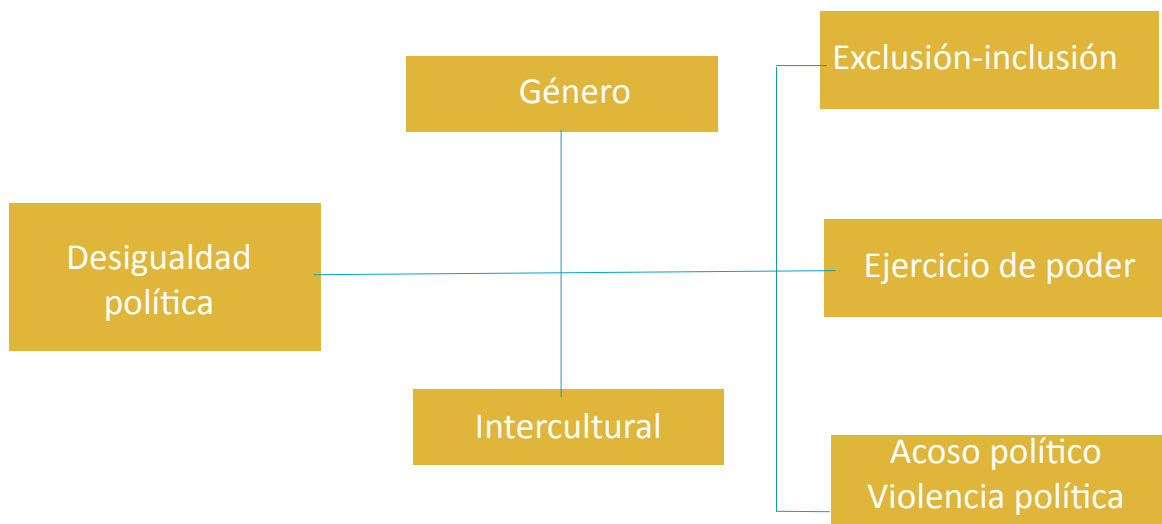 Exclusión-inclusión
Género
Desigualdad
política
Ejercicio de poder
Intercultural
Acoso político
Violencia política